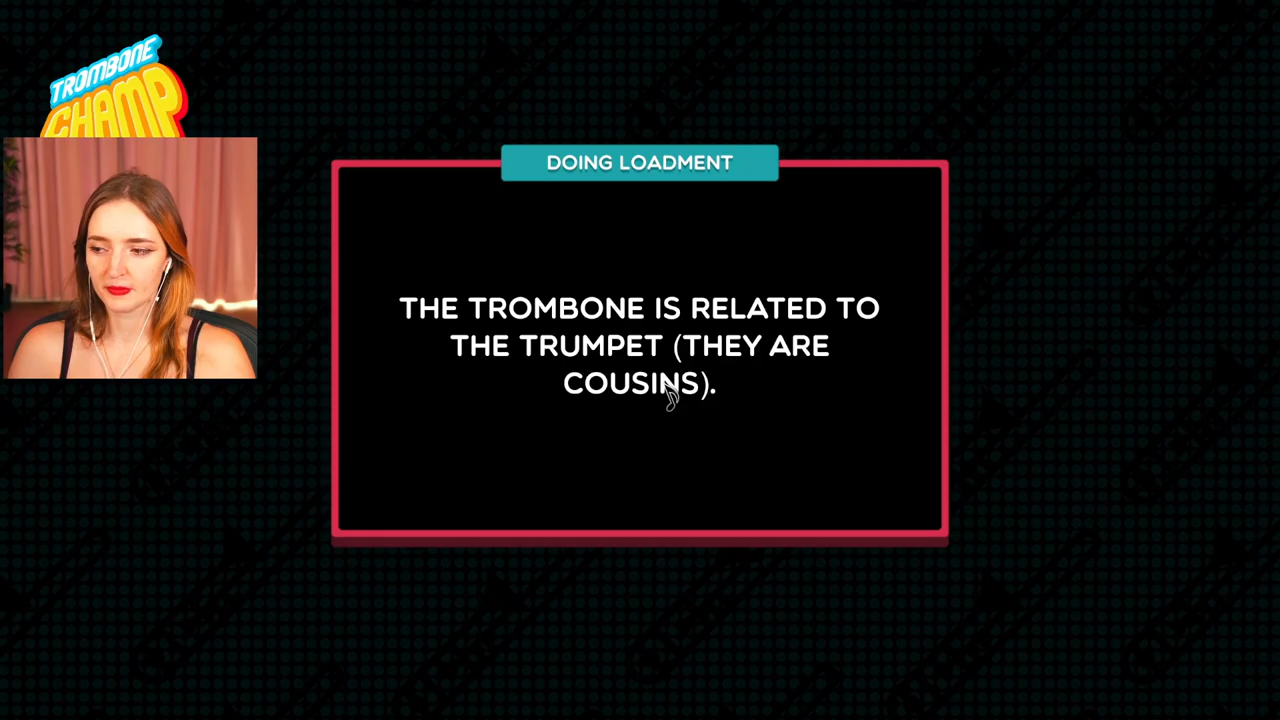 TROMBONE
CHAMP
DOING LOADMENT
THE TROMBONE IS RELATED TO
THE TRUMPET (THEY ARE
COUSINS).